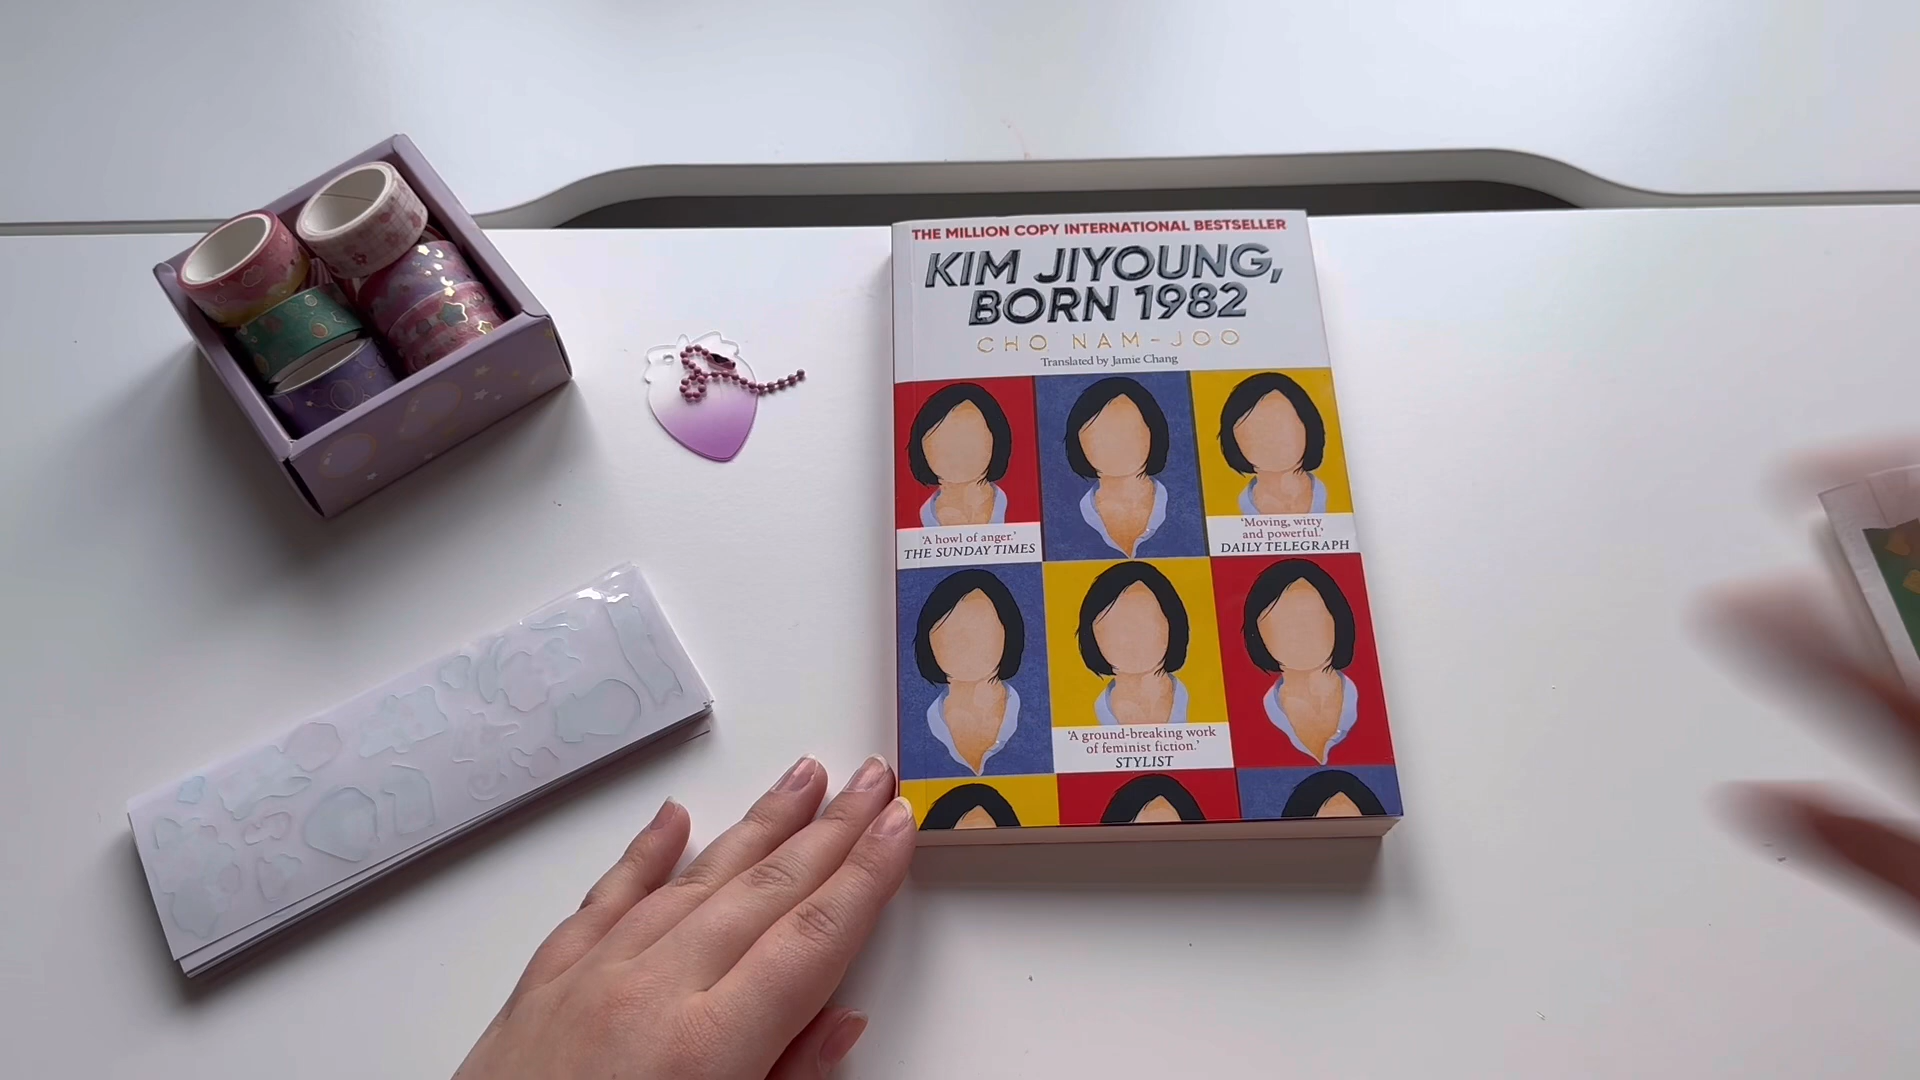 THE MILLION COPY INTERNATIONAL BESTSELLER
KIM JIYOUNG,
BORN 1982
CHO NAM-JOO
Translated by Jamie Chang
'A howl of anger.'
THE SUNDAY TIMES
'Moving, witty
and powerful.'
DAILY TELEGRAPH
'A ground-breaking work
of feminist fiction.'
STYLIST